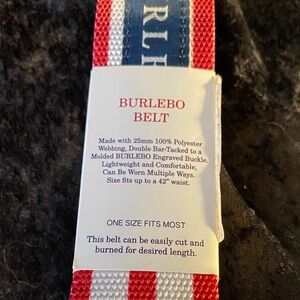 RLE
BURLEBO
BELT
Made with 25mm 100% Polyester
Webbing, Double Bar-Tacked to a
Molded BURLEBO Engraved Buckle.
Lightweight and Comfortable,
Can Be Worn Multiple Ways.
Size fits up to a 42" waist.
ONE SIZE FITS MOST
This belt can be easily cut and
burned for desired length.